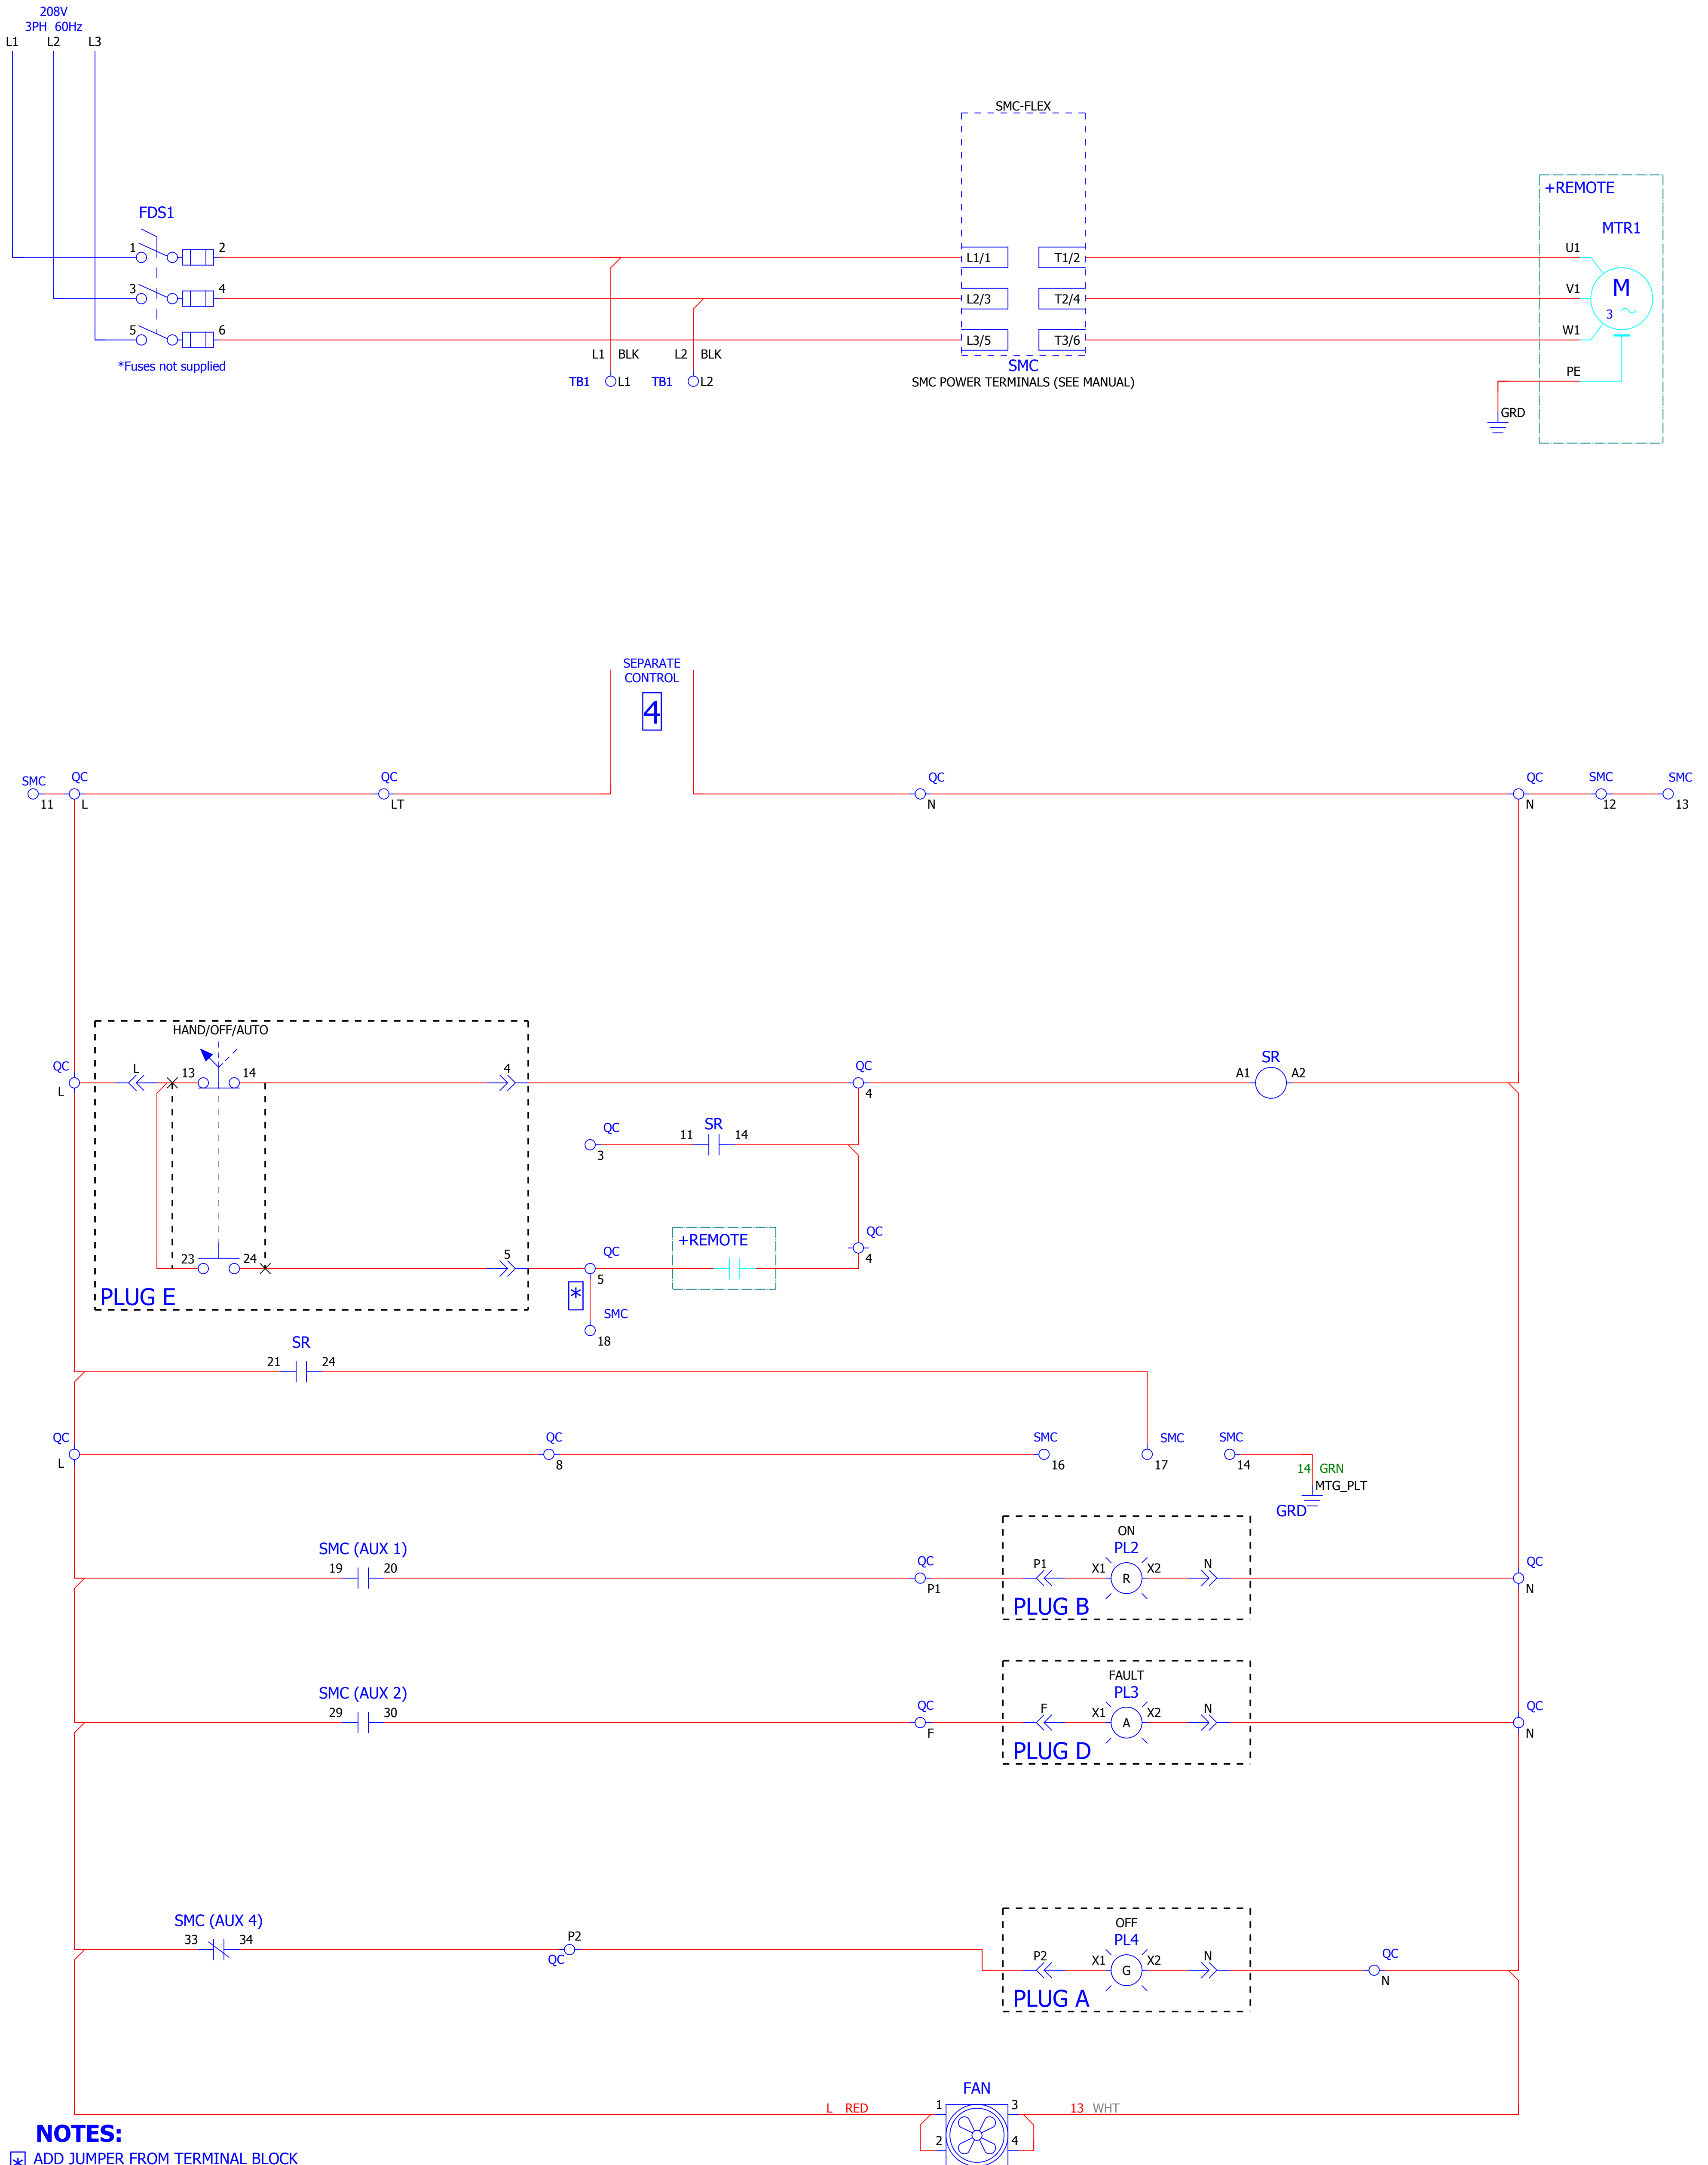 208V
3PH 60Hz
L1 L2 L3
SMC-FLEX
+REMOTE
FDS1
MTR1
1 2 L1/1 T1/2 U1
3 4 L2/3 T2/4 V1 M
3
5 6 L3/5 T3/6 W1
L1 BLK L2 BLK
*Fuses not supplied
SMC
PE
TB1 L1 TB1 L2
SMC POWER TERMINALS (SEE MANUAL)
GRD
SEPARATE
CONTROL
4
SMC QC QC QC QC SMC SMC
11 L LT N N 12 13
HAND/OFF/AUTO
QC L 13 14 4 QC A1 SR A2
L 4
QC 11 SR 14
3
+REMOTE QC
23 24 5 QC 4
5
PLUG E
*
SMC
18
SR
21 24
QC QC SMC SMC SMC
L 8 16 17 14
14 GRN
MTG_PLT
GRD
ON
SMC (AUX 1) PL2
19 20 QC P1 X1 R X2 N QC
P1 N
PLUG B
FAULT
SMC (AUX 2) PL3
29 30 QC F X1 A X2 N QC
F N
PLUG D
OFF
SMC (AUX 4) PL4
33 34 P2 P2 X1 G X2 N QC
QC N
PLUG A
FAN
L RED 1 3 13 WHT
2 4
NOTES:
* ADD JUMPER FROM TERMINAL BLOCK